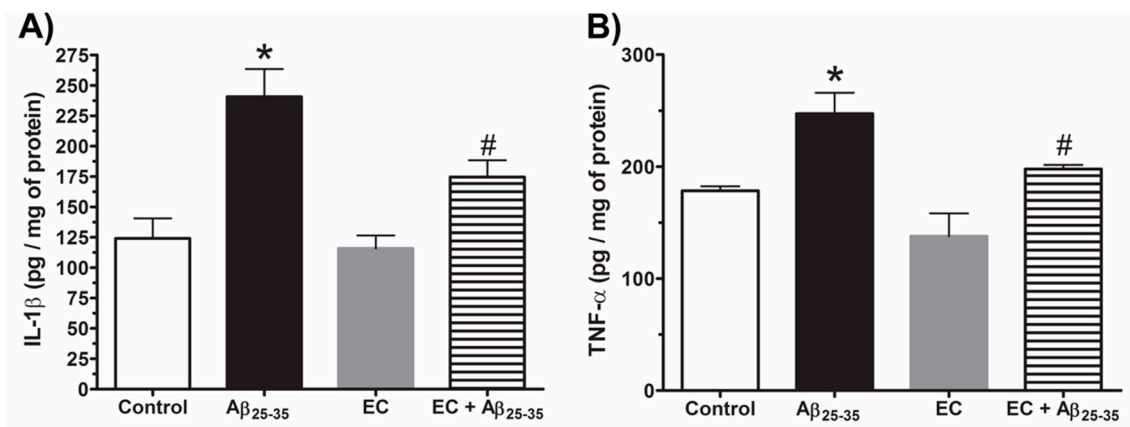 A)
IL-1β (pg / mg of protein)
275
250
225
200
175
150
125
100
75
50
25
0
*
#
Control
Aβ25-35
EC
EC + Aβ25-35
B)
TNF-α (pg / mg of protein)
300
200
100
0
*
#
Control
Aβ25-35
EC
EC + Aβ25-35